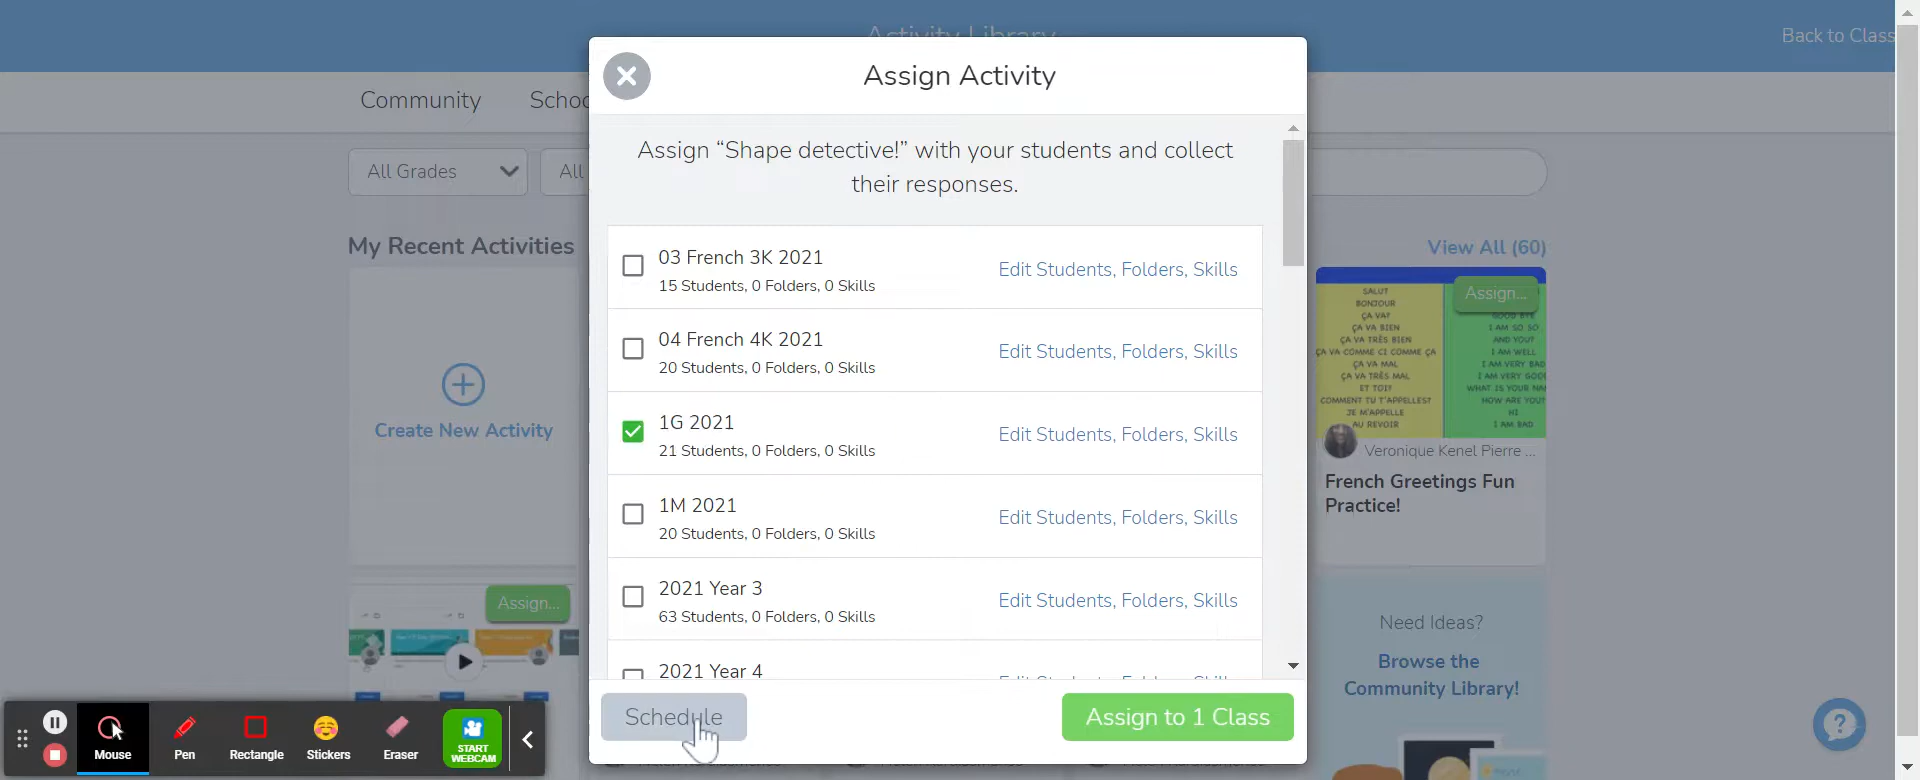 Activity Library
Back to Class
Community
Schoo
Assign Activity
All Grades
All
Assign “Shape detective!” with your students and collect
their responses.
My Recent Activities
View All (60)
03 French 3K 2021
15 Students, 0 Folders, 0 Skills
Edit Students, Folders, Skills
04 French 4K 2021
20 Students, 0 Folders, 0 Skills
Edit Students, Folders, Skills
1G 2021
21 Students, 0 Folders, 0 Skills
Edit Students, Folders, Skills
1M 2021
20 Students, 0 Folders, 0 Skills
Edit Students, Folders, Skills
2021 Year 3
63 Students, 0 Folders, 0 Skills
Edit Students, Folders, Skills
2021 Year 4
Schedule
Assign to 1 Class
Create New Activity
Assign...
Assign...
SALUT
BONJOUR
ÇA VA?
ÇA VA BIEN
ÇA VA TRÈS BIEN
ÇA VA COMME CI COMME ÇA
ÇA VA MAL
ÇA VA TRÈS MAL
ET TOI?
COMMENT TU T'APPELLES?
JE M'APPELLE
AU REVOIR
GOOD BYE
I AM SO SO
AND YOU?
I AM WELL
I AM VERY BAD
I AM VERY GOOD
WHAT IS YOUR NM
HOW ARE YOU?
HI
I AM BAD
Veronique Kenel Pierre ...
French Greetings Fun
Practice!
Need Ideas?
Browse the
Community Library!
Mouse
Pen
Rectangle
Stickers
Eraser
START
WEBCAM